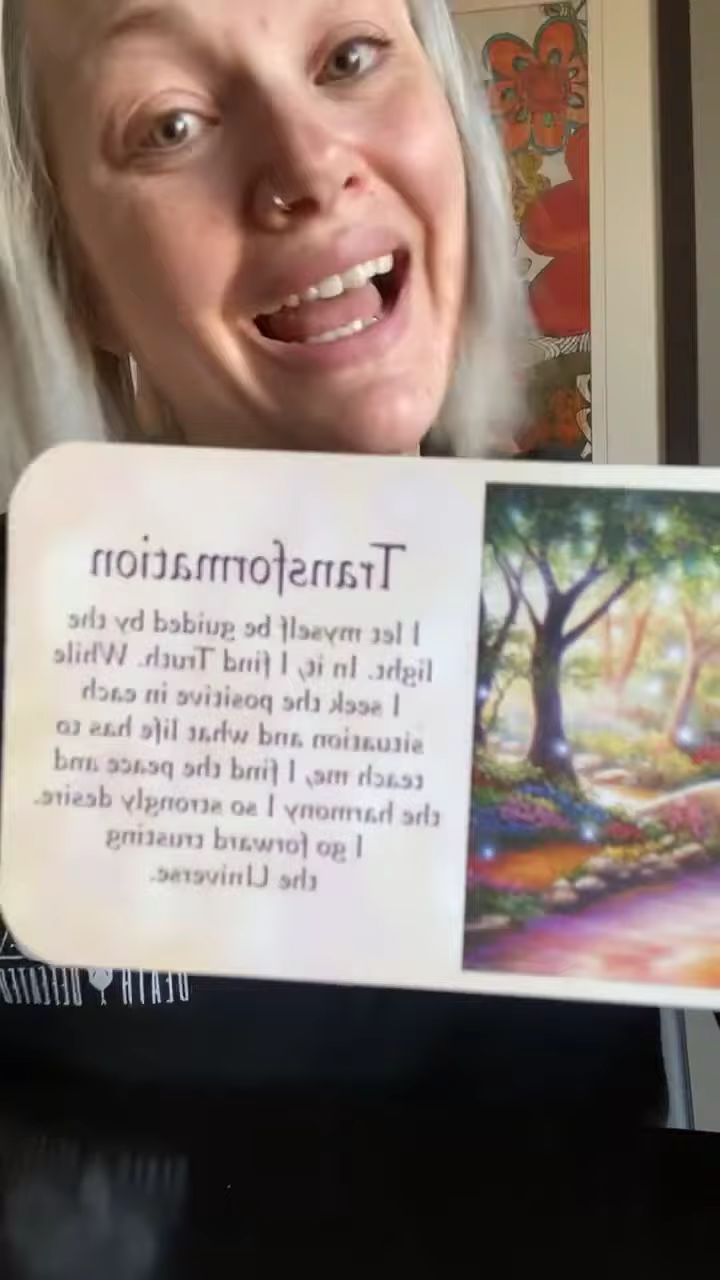 Transformation
I let myself be guided by the
light. In it, I find Truth. While
I seek the positive in each
situation and what life has to
teach me, I find the peace and
the harmony I so strongly desire.
I go forward trusting
the Universe.
DEATH DEFEATED